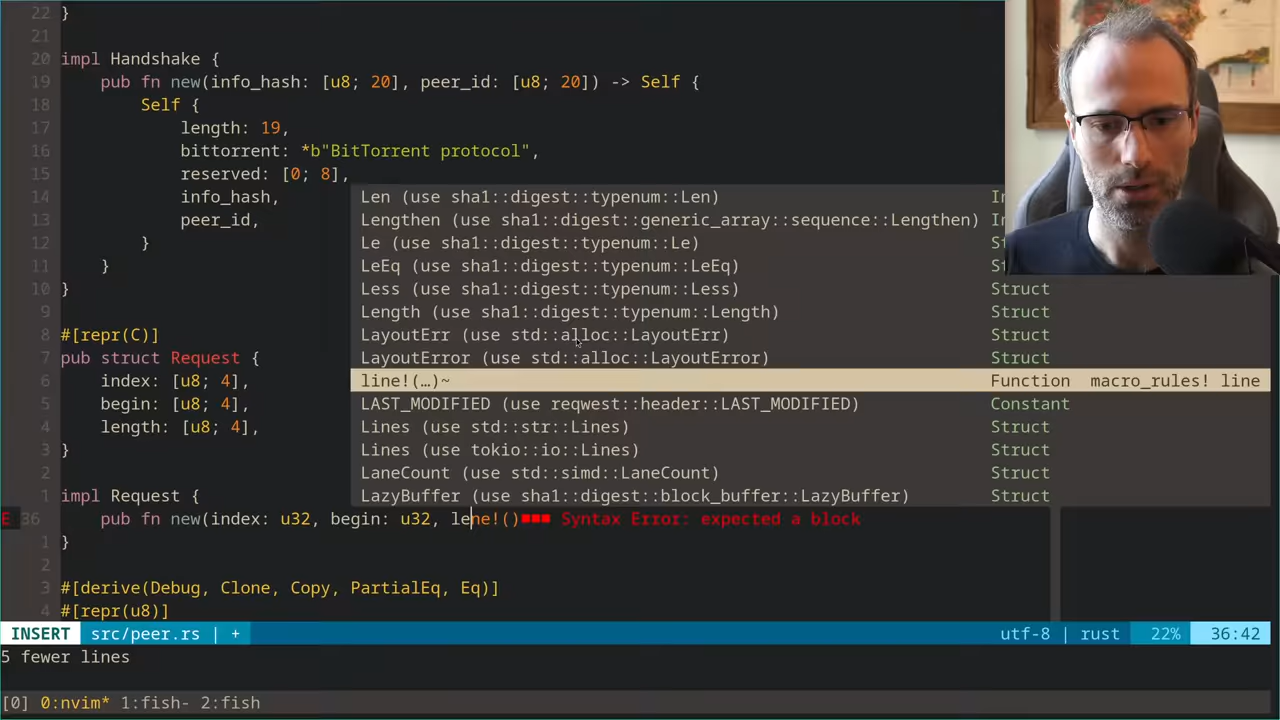 22 }
21
20 impl Handshake {
19 pub fn new(info_hash: [u8; 20], peer_id: [u8; 20]) -> Self {
18 Self {
17 length: 19,
16 bittorrent: *b"BitTorrent protocol",
15 reserved: [0; 8],
14 info_hash, Len (use sha1::digest::typenum::Len) In
13 peer_id, Lengthen (use sha1::digest::generic_array::sequence::Lengthen) In
12 } Le (use sha1::digest::typenum::Le) St
11 } LeEq (use sha1::digest::typenum::LeEq) St
10 } Less (use sha1::digest::typenum::Less) Struct
9 Length (use sha1::digest::typenum::Length) Struct
8 #[repr(C)] LayoutErr (use std::alloc::LayoutErr) Struct
7 pub struct Request { LayoutError (use std::alloc::LayoutError) Struct
6 index: [u8; 4], line!(…)~ Function macro_rules! line
5 begin: [u8; 4], LAST_MODIFIED (use reqwest::header::LAST_MODIFIED) Constant
4 length: [u8; 4], Lines (use std::str::Lines) Struct
3 } Lines (use tokio::io::Lines) Struct
2 LaneCount (use std::simd::LaneCount) Struct
1 impl Request { LazyBuffer (use sha1::digest::block_buffer::LazyBuffer) Struct
E 36 pub fn new(index: u32, begin: u32, lene!()■■■ Syntax Error: expected a block
1 }
2
3 #[derive(Debug, Clone, Copy, PartialEq, Eq)]
4 #[repr(u8)]
INSERT src/peer.rs | + utf-8 | rust 22% 36:42
5 fewer lines
[0] 0:nvim* 1:fish- 2:fish